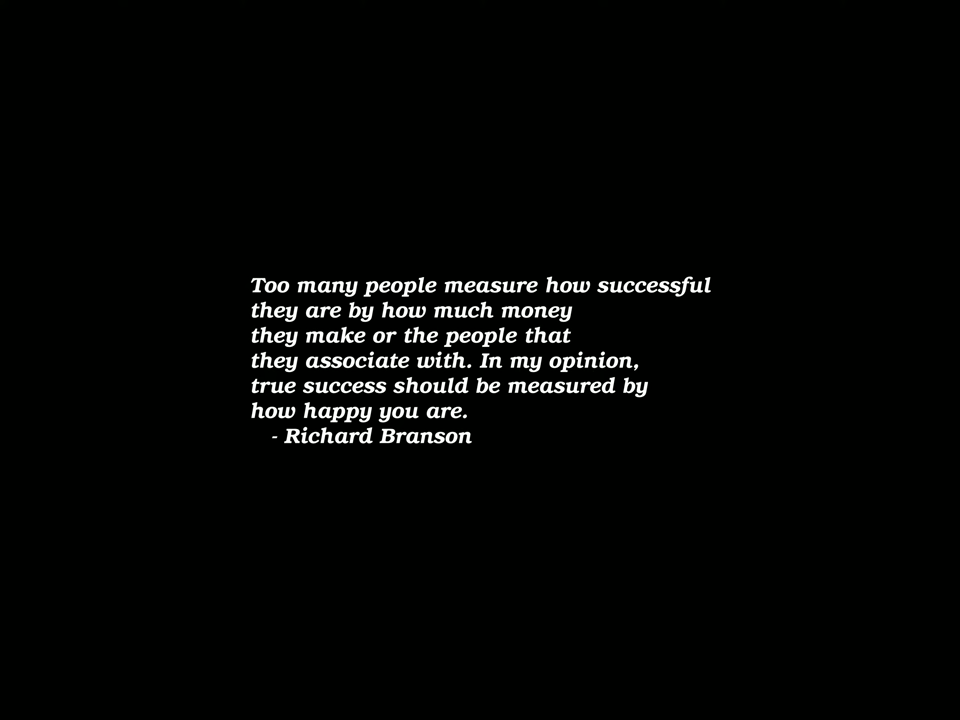 Too many people measure how successful
they are by how much money
they make or the people that
they associate with. In my opinion,
true success should be measured by
how happy you are.
- Richard Branson